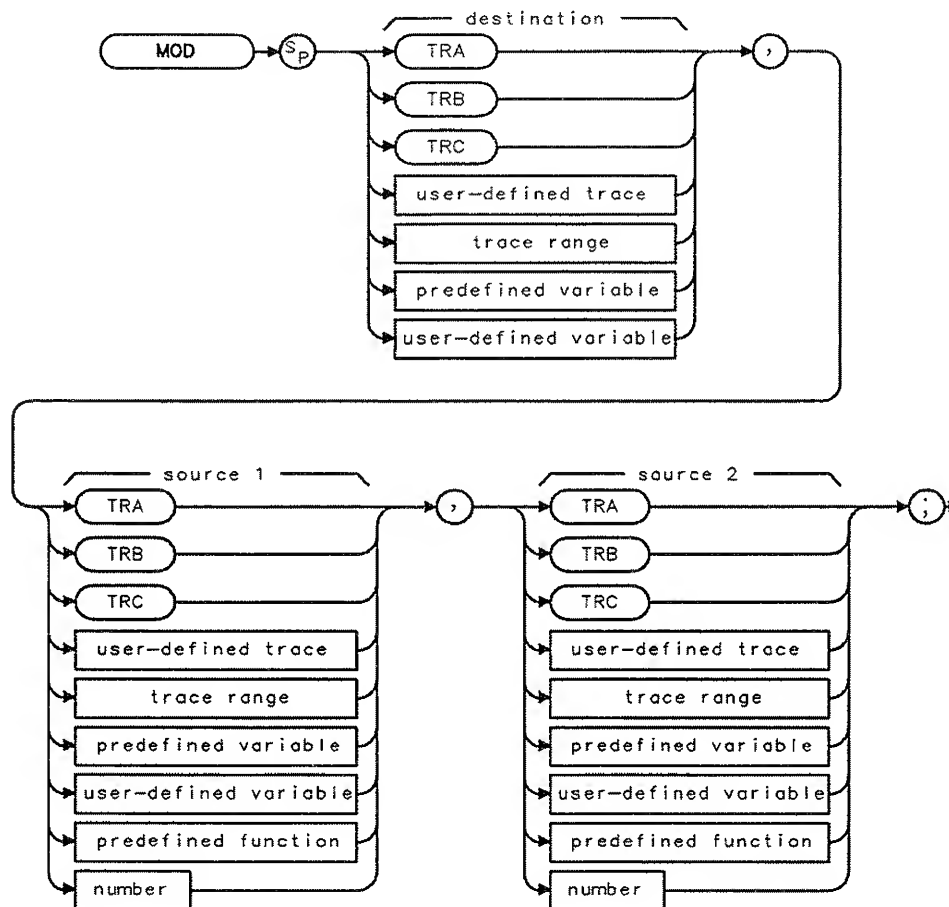 destination
MOD SP TRA ,
TRB
TRC
user-defined trace
trace range
predefined variable
user-defined variable
source 1
TRA ,
TRB
TRC
user-defined trace
trace range
predefined variable
user-defined variable
predefined function
number
source 2
TRA ;
TRB
TRC
user-defined trace
trace range
predefined variable
user-defined variable
predefined function
number